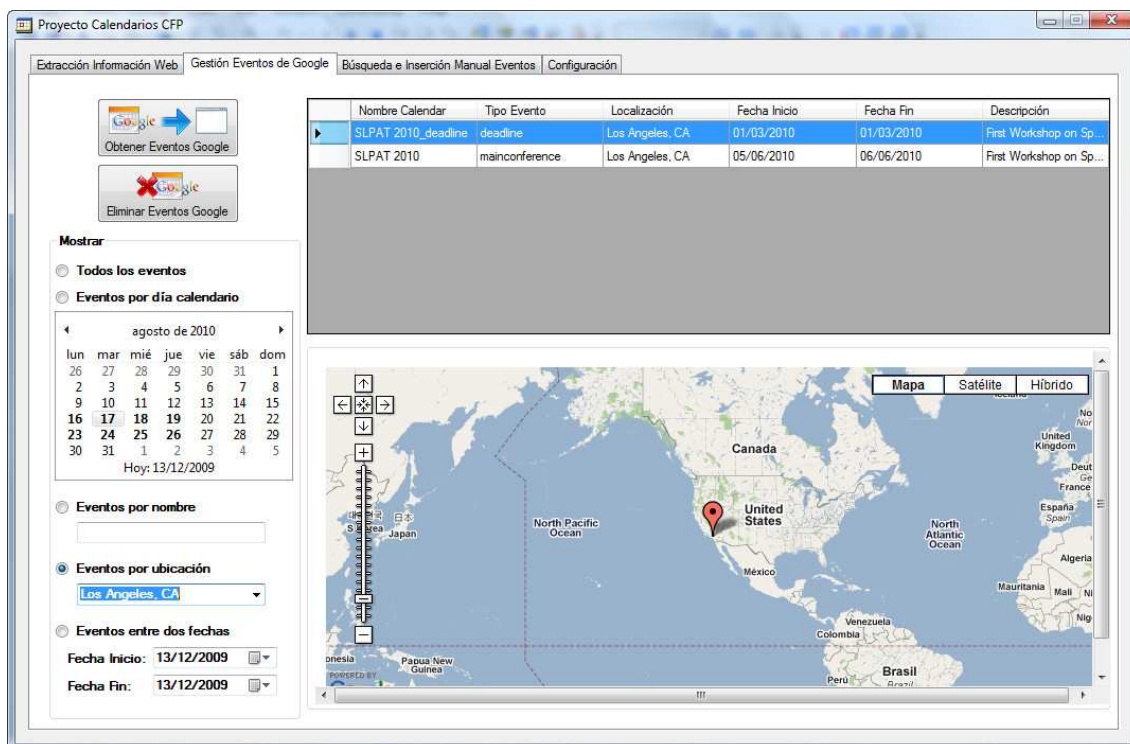 Proyecto Calendarios CFP
Extracción Información Web Gestión Eventos de Google Búsqueda e Inserción Manual Eventos Configuración
Google
Obtener Eventos Google
Google
Eliminar Eventos Google
Nombre Calendar Tipo Evento Localización Fecha Inicio Fecha Fin Descripción
SLPAT 2010_deadline deadline Los Angeles, CA 01/03/2010 01/03/2010 First Workshop on Sp...
SLPAT 2010 mainconference Los Angeles, CA 05/06/2010 06/06/2010 First Workshop on Sp...
Mostrar
Todos los eventos
Eventos por día calendario
agosto de 2010
lun mar mié jue vie sáb dom
26 27 28 29 30 31 1
2 3 4 5 6 7 8
9 10 11 12 13 14 15
16 17 18 19 20 21 22
23 24 25 26 27 28 29
30 31 1 2 3 4 5
Hoy: 13/12/2009
Eventos por nombre
Eventos por ubicación
Los Angeles, CA
Eventos entre dos fechas
Fecha Inicio: 13/12/2009
Fecha Fin: 13/12/2009
Mapa Satélite Híbrido
Canada
United
Kingdom
France
España
Spain
United
States
日本
Japan
North Pacific
Ocean
North
Atlantic
Ocean
Algeria
México
Mauritania Mali
Venezuela
Colombia
Papua New
Guinea
Perú
Brasil
Brazil
POWERED BY